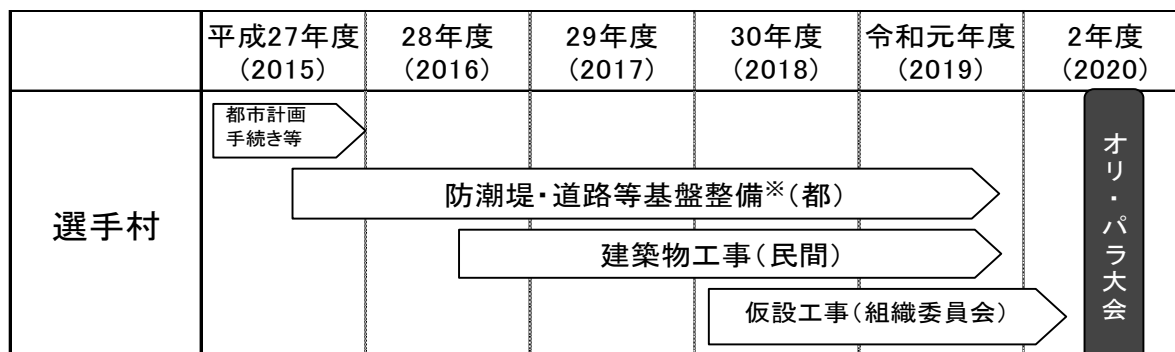 平成27年度
(2015)
28年度
(2016)
29年度
(2017)
30年度
(2018)
令和元年度
(2019)
2年度
(2020)
選手村
都市計画
手続き等
防潮堤・道路等基盤整備※(都)
建築物工事(民間)
仮設工事(組織委員会)
オリ・パラ大会